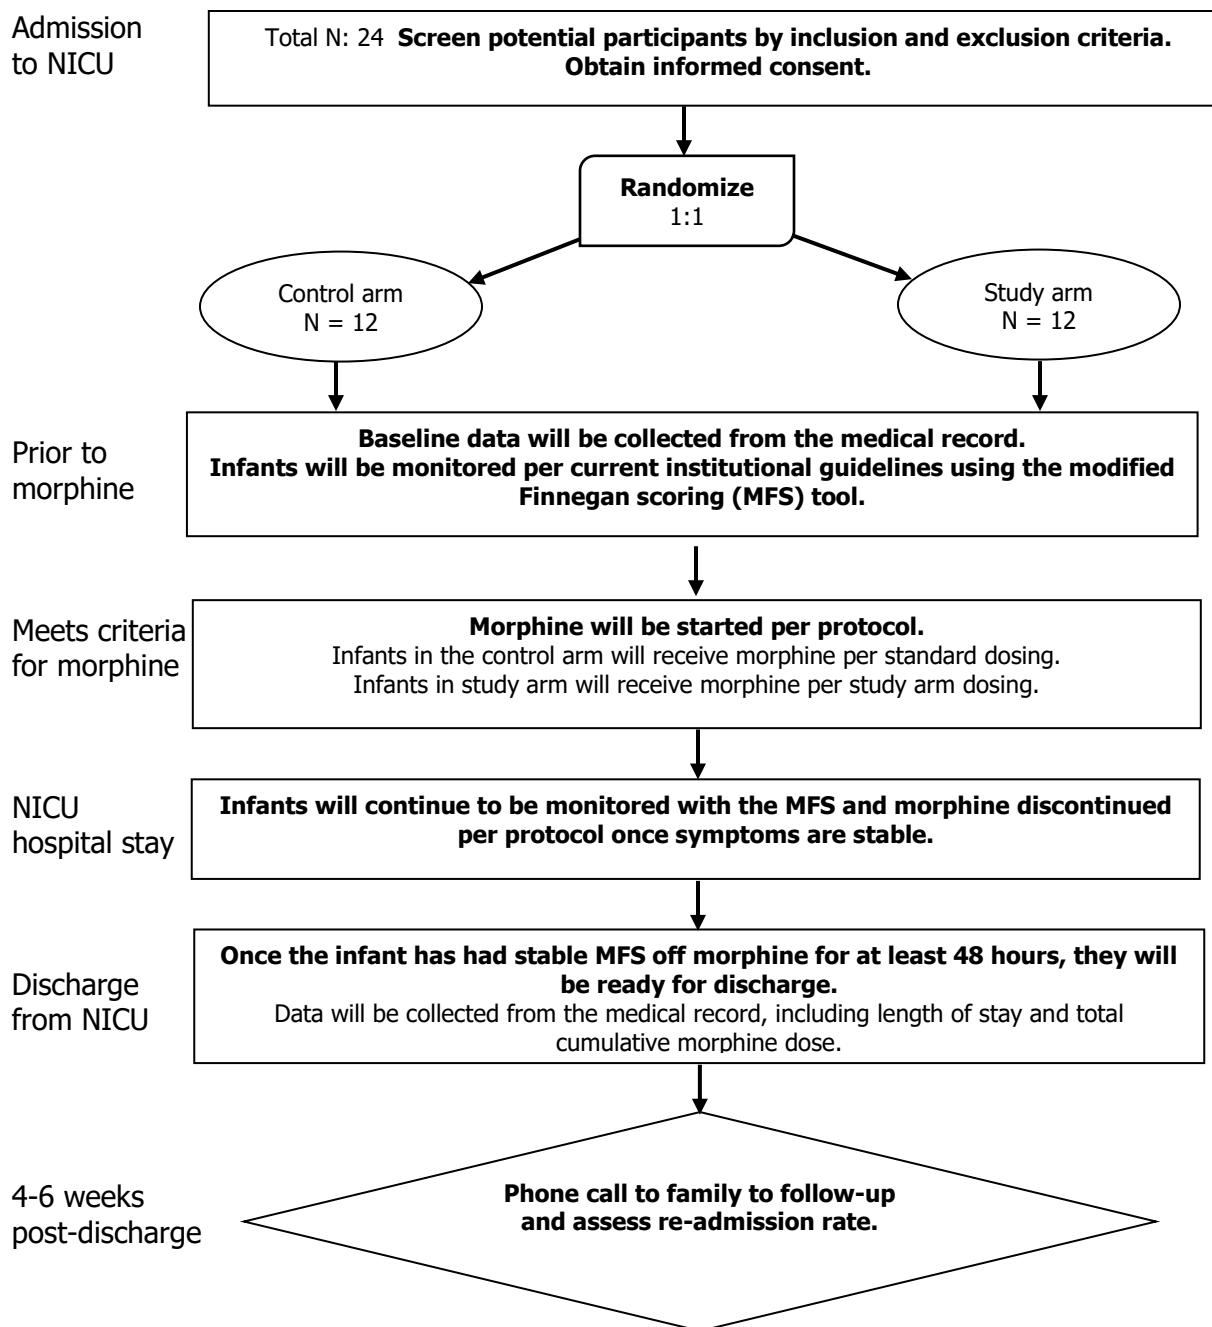 Admission
to NICU
Total N: 24 Screen potential participants by inclusion and exclusion criteria.
Obtain informed consent.
Randomize
1:1
Control arm
N = 12
Study arm
N = 12
Prior to
morphine
Baseline data will be collected from the medical record.
Infants will be monitored per current institutional guidelines using the modified
Finnegan scoring (MFS) tool.
Meets criteria
for morphine
Morphine will be started per protocol.
Infants in the control arm will receive morphine per standard dosing.
Infants in study arm will receive morphine per study arm dosing.
NICU
hospital stay
Infants will continue to be monitored with the MFS and morphine discontinued
per protocol once symptoms are stable.
Discharge
from NICU
Once the infant has had stable MFS off morphine for at least 48 hours, they will
be ready for discharge.
Data will be collected from the medical record, including length of stay and total
cumulative morphine dose.
4-6 weeks
post-discharge
Phone call to family to follow-up
and assess re-admission rate.